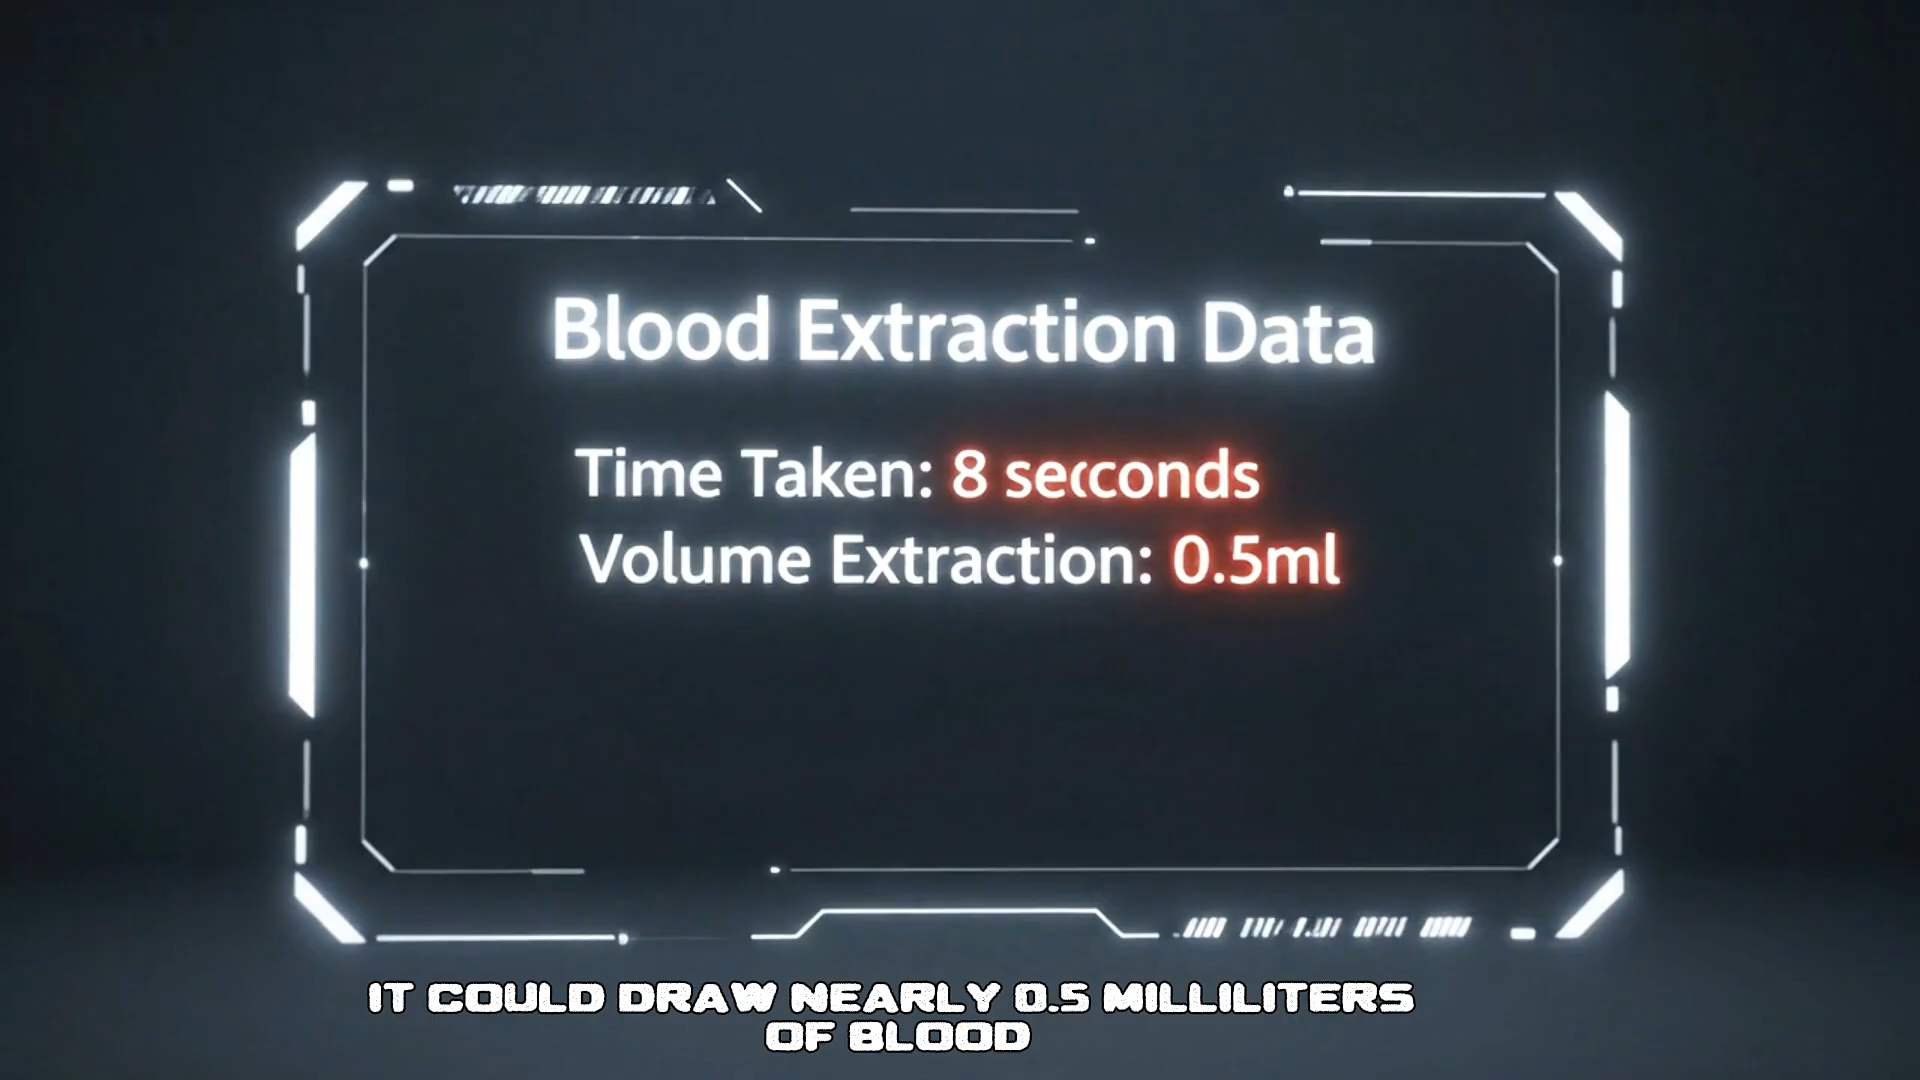 Blood Extraction Data
Time Taken: 8 secconds
Volume Extraction: 0.5ml
IT COULD DRAW NEARLY 0.5 MILLILITERS
OF BLOOD